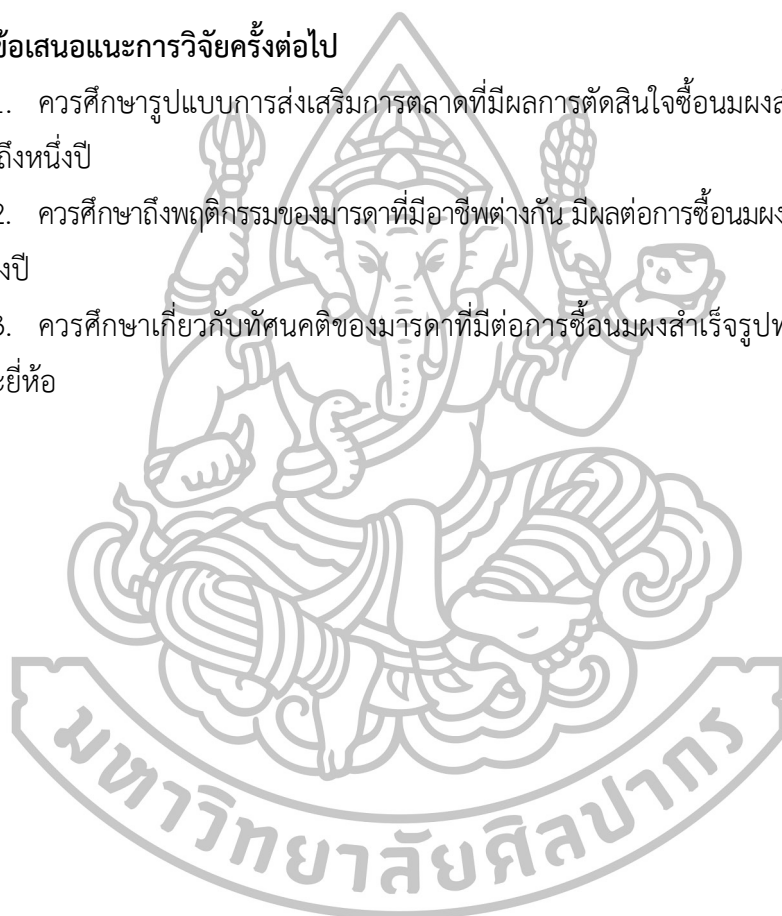 ข้อเสนอแนะการวิจัยครั้งต่อไป
1. ควรศึกษารูปแบบการส่งเสริมการตลาดที่มีผลการตัดสินใจซื้อนมผง
ถึงหนึ่งปี
2. ควรศึกษาถึงพฤติกรรมของมารดาที่มีอาชีพต่างกัน มีผลต่อการซื้อนมผง
3. ควรศึกษาเกี่ยวกับทัศนคติของมารดาที่มีต่อการซื้อนมผงสำเร็จรูป
ยี่ห้อ
มหาวิทยาลัยศิลปากร